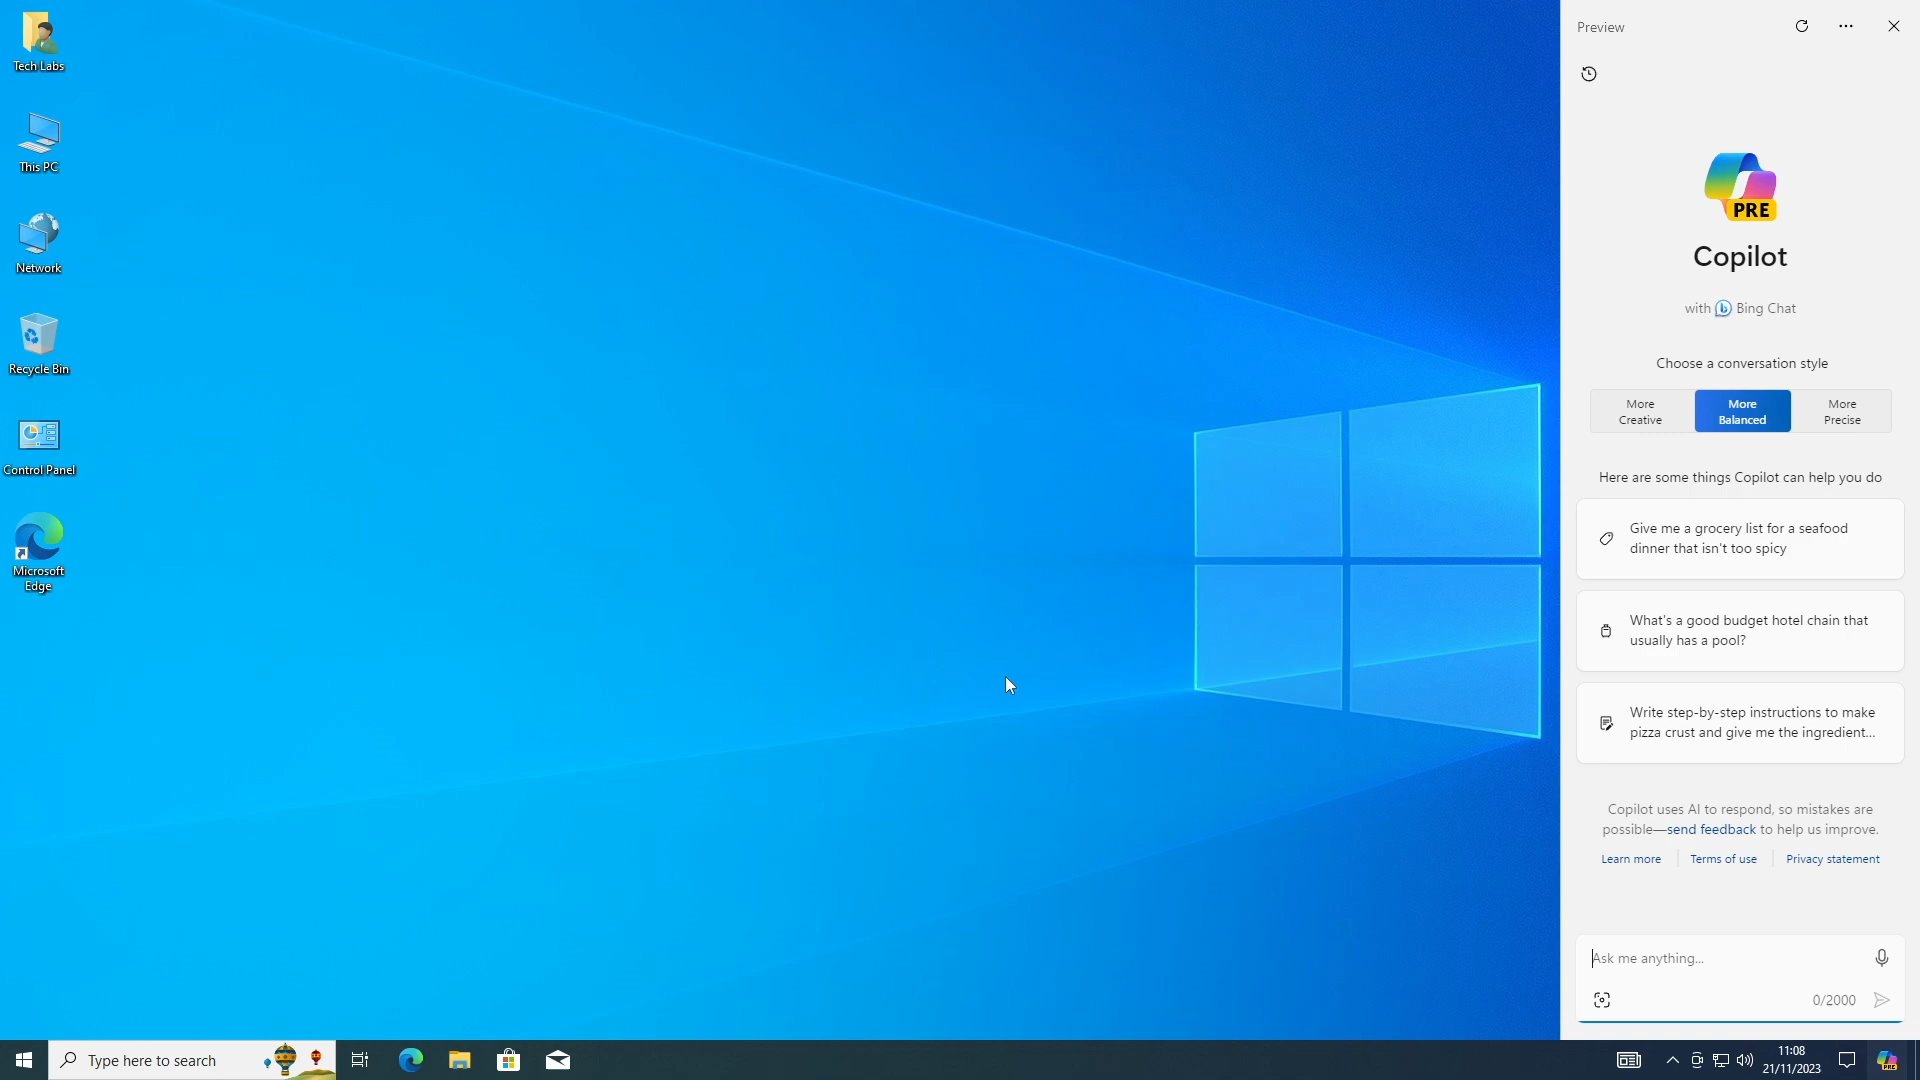 Tech Labs
This PC
Network
Recycle Bin
Control Panel
Microsoft
Edge
Preview
PRE
Copilot
with b Bing Chat
Choose a conversation style
More
Creative
More
Balanced
More
Precise
Here are some things Copilot can help you do
Give me a grocery list for a seafood
dinner that isn't too spicy
What's a good budget hotel chain that
usually has a pool?
Write step-by-step instructions to make
pizza crust and give me the ingredient...
Copilot uses AI to respond, so mistakes are
possible—send feedback to help us improve.
Learn more
Terms of use
Privacy statement
Ask me anything...
0/2000
Type here to search
11:08
21/11/2023
PRE